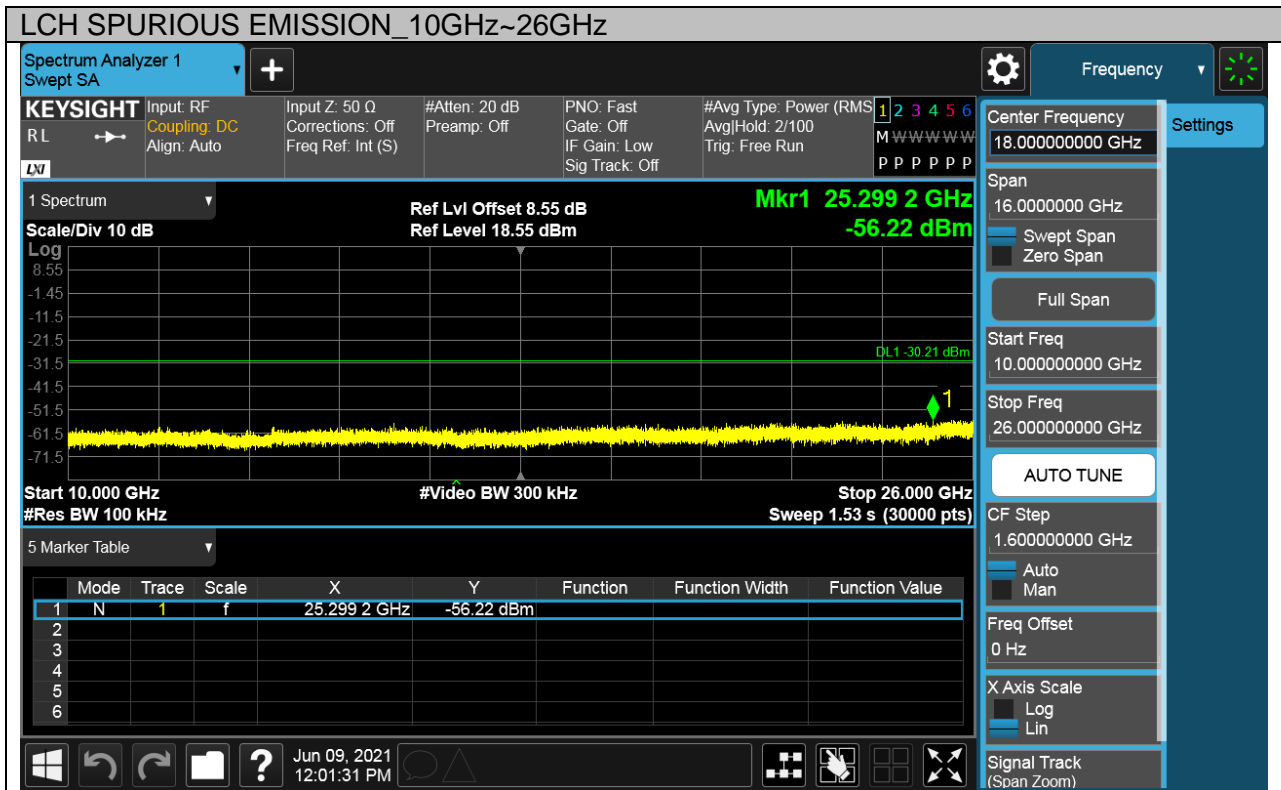 LCH SPURIOUS EMISSION_10GHz~26GHz
Spectrum Analyzer 1
Swept SA
Frequency
KEYSIGHT
RL
LXI
Input: RF
Coupling: DC
Align: Auto
Input Z: 50 Ω
Corrections: Off
Freq Ref: Int (S)
#Atten: 20 dB
Preamp: Off
PNO: Fast
Gate: Off
IF Gain: Low
Sig Track: Off
#Avg Type: Power (RMS
Avg|Hold: 2/100
Trig: Free Run
1 2 3 4 5 6
M W W W W W
P P P P P P
1 Spectrum
Scale/Div 10 dB
Ref Lvl Offset 8.55 dB
Ref Level 18.55 dBm
Mkr1 25.299 2 GHz
-56.22 dBm
Log
8.55
-1.45
-11.5
-21.5
-31.5
-41.5
-51.5
-61.5
-71.5
DL1 -30.21 dBm
1
Start 10.000 GHz
#Video BW 300 kHz
Stop 26.000 GHz
#Res BW 100 kHz
Sweep 1.53 s (30000 pts)
5 Marker Table
Mode Trace Scale X Y Function Function Width Function Value
1 N 1 f 25.299 2 GHz -56.22 dBm
2
3
4
5
6
Jun 09, 2021
12:01:31 PM
?
Center Frequency
18.000000000 GHz
Settings
Span
16.0000000 GHz
Swept Span
Zero Span
Full Span
Start Freq
10.000000000 GHz
Stop Freq
26.000000000 GHz
AUTO TUNE
CF Step
1.600000000 GHz
Auto
Man
Freq Offset
0 Hz
X Axis Scale
Log
Lin
Signal Track
(Span Zoom)